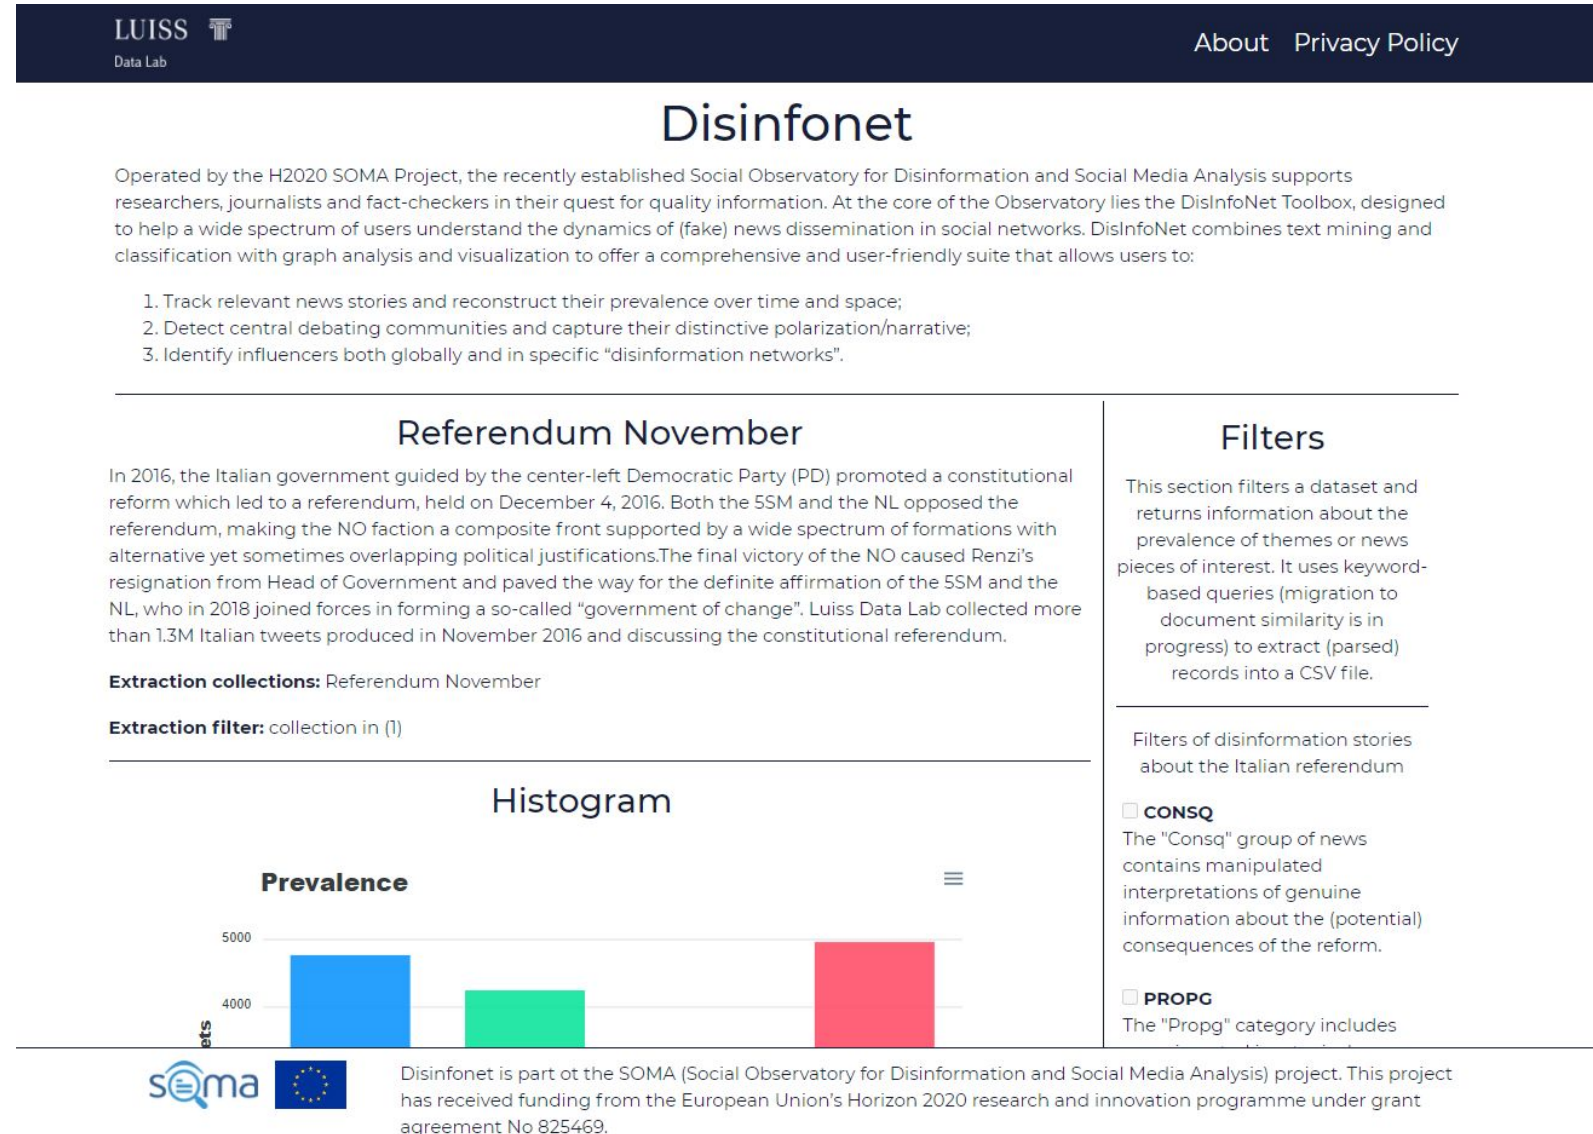 LUISS
Data Lab
About Privacy Policy
Disinfonet
Operated by the H2020 SOMA Project, the recently established Social Observatory for Disinformation and Social Media Analysis supports
researchers, journalists and fact-checkers in their quest for quality information. At the core of the Observatory lies the DisInfoNet Toolbox, designed
to help a wide spectrum of users understand the dynamics of (fake) news dissemination in social networks. DisInfoNet combines text mining and
classification with graph analysis and visualization to offer a comprehensive and user-friendly suite that allows users to:
1. Track relevant news stories and reconstruct their prevalence over time and space;
2. Detect central debating communities and capture their distinctive polarization/narrative;
3. Identify influencers both globally and in specific “disinformation networks”.
Referendum November
In 2016, the Italian government guided by the center-left Democratic Party (PD) promoted a constitutional
reform which led to a referendum, held on December 4, 2016. Both the 5SM and the NL opposed the
referendum, making the NO faction a composite front supported by a wide spectrum of formations with
alternative yet sometimes overlapping political justifications.The final victory of the NO caused Renzi’s
resignation from Head of Government and paved the way for the definite affirmation of the 5SM and the
NL, who in 2018 joined forces in forming a so-called “government of change”. Luiss Data Lab collected more
than 1.3M Italian tweets produced in November 2016 and discussing the constitutional referendum.
Extraction collections: Referendum November
Extraction filter: collection in (1)
Histogram
Prevalence
5000
4000
Filters
This section filters a dataset and
returns information about the
prevalence of themes or news
pieces of interest. It uses keyword-
based queries (migration to
document similarity is in
progress) to extract (parsed)
records into a CSV file.
Filters of disinformation stories
about the Italian referendum
CONSQ
The "Consq" group of news
contains manipulated
interpretations of genuine
information about the (potential)
consequences of the reform.
PROPG
The "Propg" category includes
soma
Disinfonet is part ot the SOMA (Social Observatory for Disinformation and Social Media Analysis) project. This project
has received funding from the European Union’s Horizon 2020 research and innovation programme under grant
agreement No 825469.